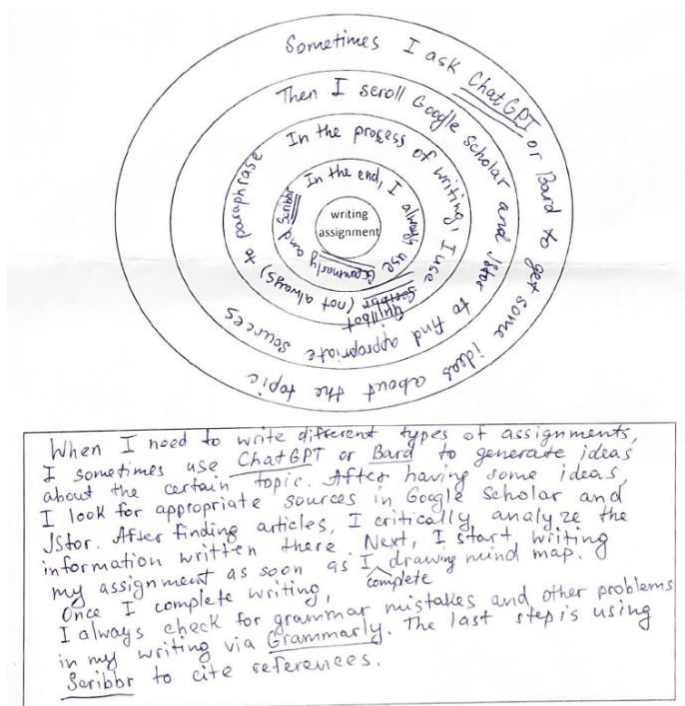 Sometimes I ask ChatGPT or Bard to get some ideas about the topic
Then I scroll Google Scholar and Jstor to find appropriate sources
In the progess of writing, I use Quillbot Scribbr (not always) to paraphrase
In the end, I always use Grammarly and Scribbr
writing
assignment
When I need to write different types of assignments,
I sometimes use ChatGPT or Bard to generate ideas
about the certain topic. After having some ideas,
I look for appropriate sources in Google Scholar and
Jstor. After finding articles, I critically analyze the
information written there. Next, I start writing
my assignment as soon as I complete drawing mind map.
Once I complete writing,
I always check for grammar mistakes and other problems
in my writing via Grammarly. The last step is using
Scribbr to cite references.